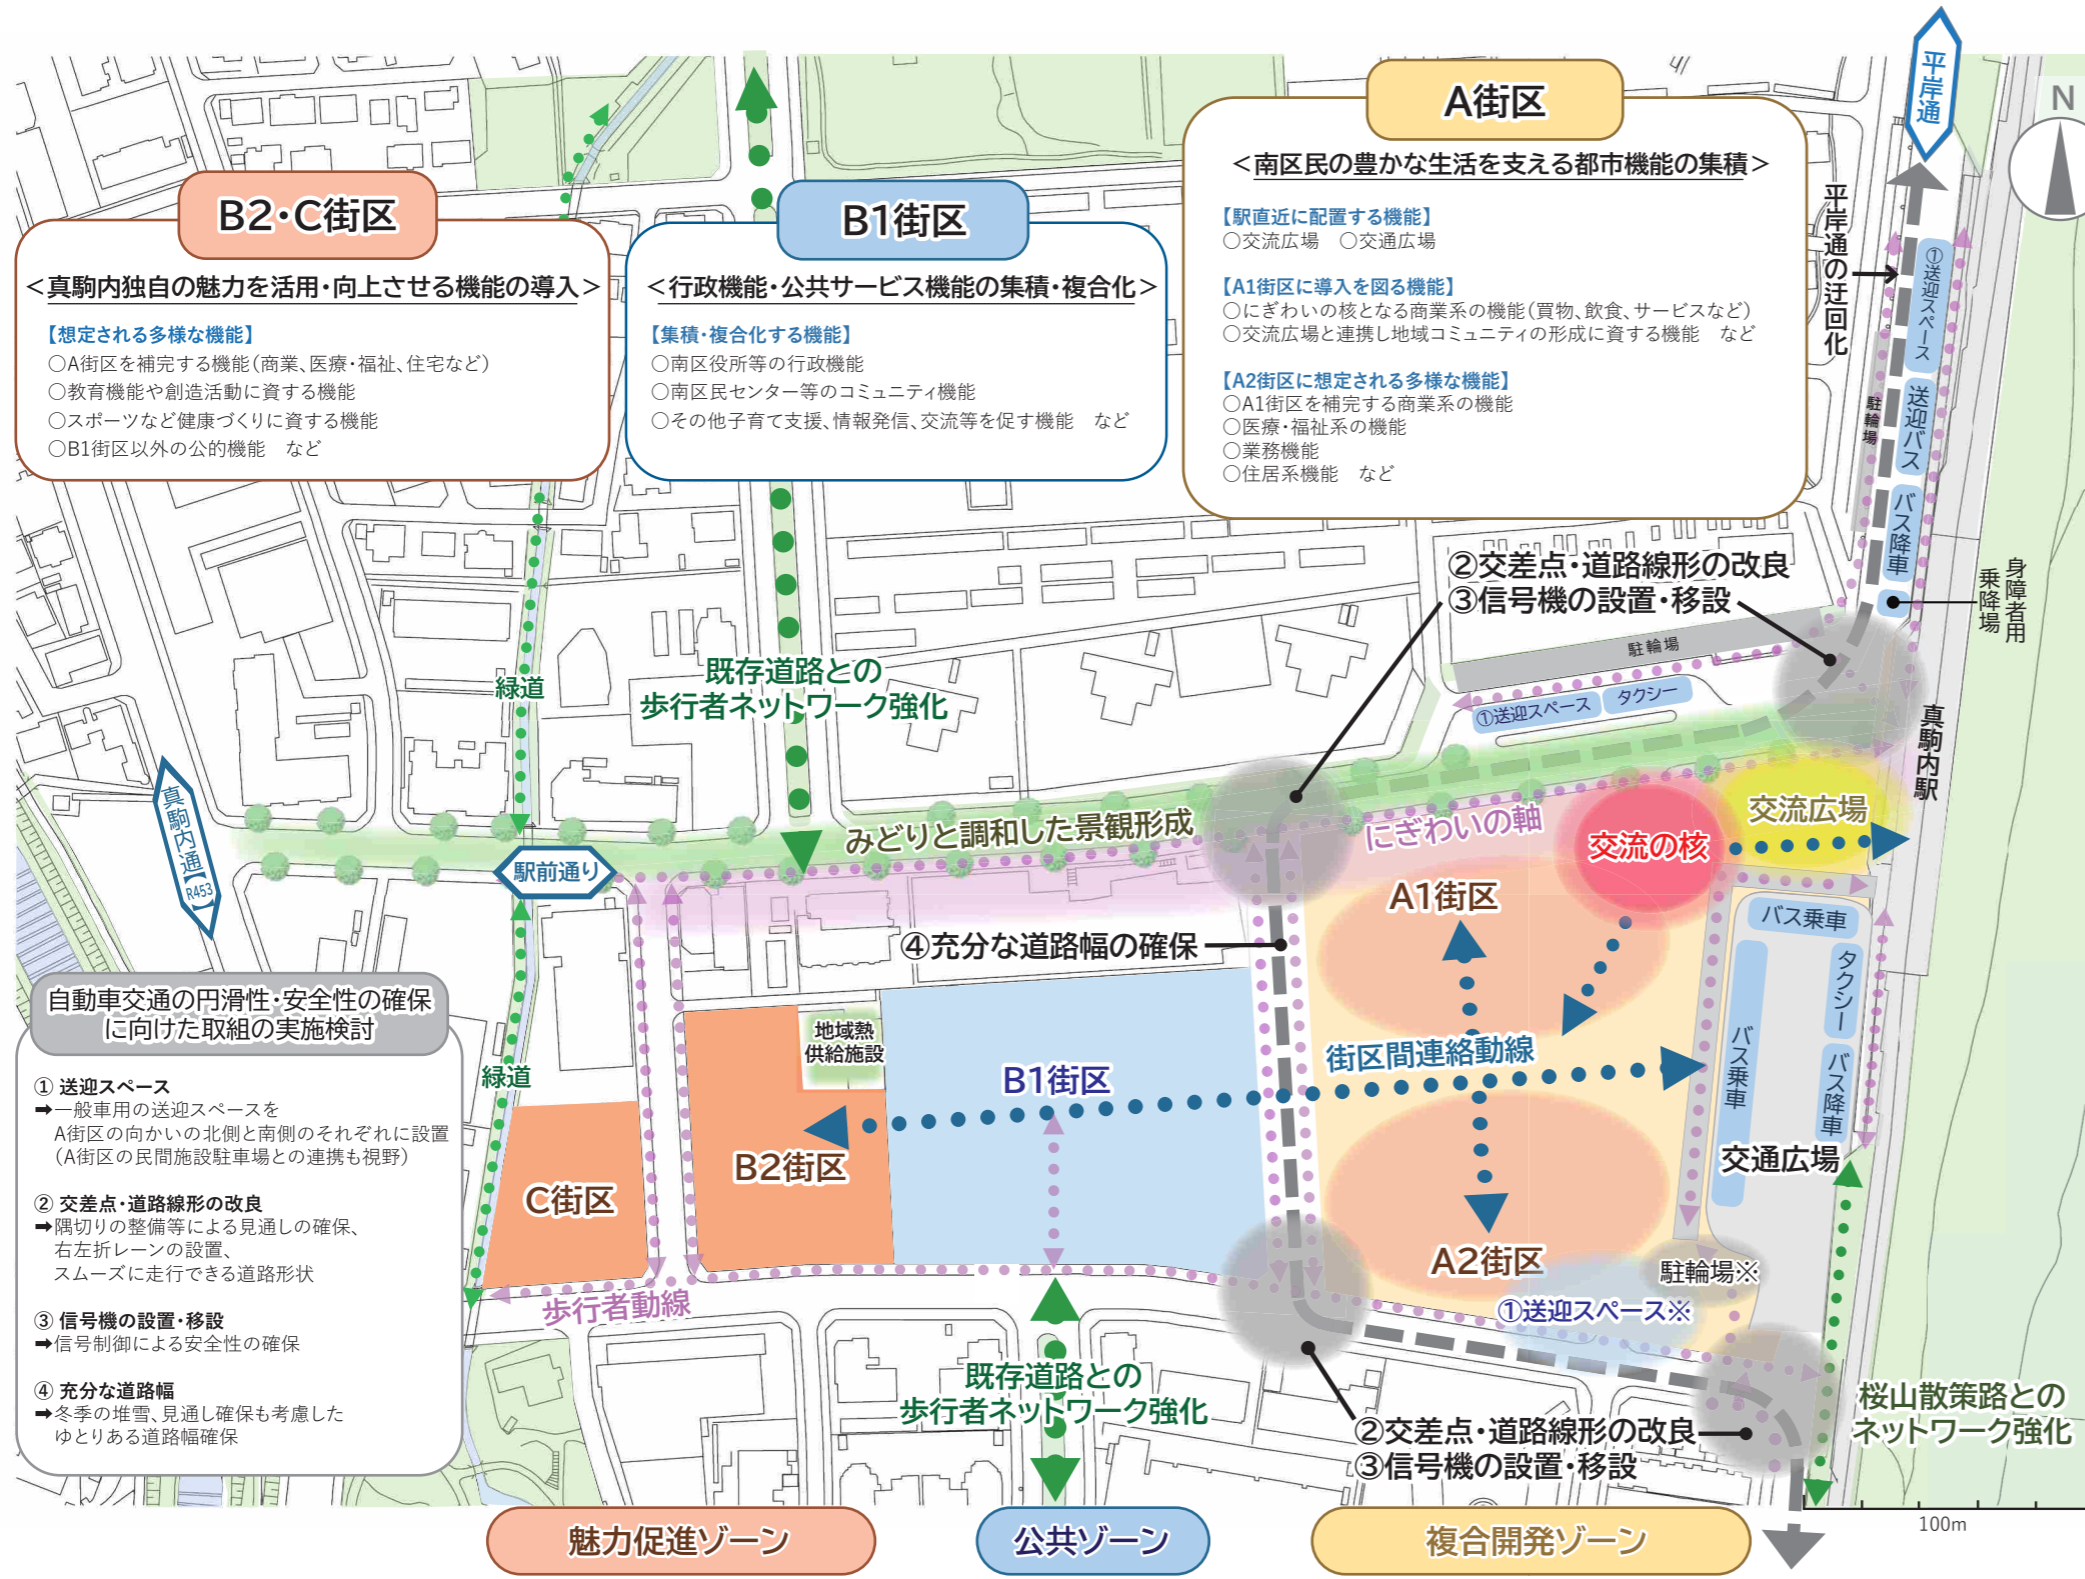 B2・C街区
＜真駒内独自の魅力を活用・向上させる機能の導入＞
【想定される多様な機能】
○A街区を補完する機能（商業、医療・福祉、住宅など）
○教育機能や創造活動に資する機能
○スポーツなど健康づくりに資する機能
○B1街区以外の公的機能　など
B1街区
＜行政機能・公共サービス機能の集積・複合化＞
【集積・複合化する機能】
○南区役所等の行政機能
○南区民センター等のコミュニティ機能
○その他子育て支援、情報発信、交流等を促す機能　など
A街区
＜南区民の豊かな生活を支える都市機能の集積＞
【駅直近に配置する機能】
○交流広場　○交通広場
【A1街区に導入を図る機能】
○にぎわいの核となる商業系の機能（買物、飲食、サービスなど）
○交流広場と連携し地域コミュニティの形成に資する機能　など
【A2街区に想定される多様な機能】
○A1街区を補完する商業系の機能
○医療・福祉系の機能
○業務機能
○住居系機能　など
平岸通
N
平岸通の迂回化
①送迎スペース
駐輪場
送迎バス
バス降車
身障者用
乗降場
②交差点・道路線形の改良
③信号機の設置・移設
駐輪場
①送迎スペース
タクシー
真駒内駅
緑道
既存道路との
歩行者ネットワーク強化
真駒内通【R453】
駅前通り
みどりと調和した景観形成
にぎわいの軸
交流の核
交流広場
A1街区
バス乗車
タクシー
バス乗車
バス降車
交通広場
④充分な道路幅の確保
地域熱
供給施設
B1街区
街区間連絡動線
緑道
C街区
B2街区
A2街区
駐輪場※
①送迎スペース※
歩行者動線
既存道路との
歩行者ネットワーク強化
②交差点・道路線形の改良
③信号機の設置・移設
桜山散策路との
ネットワーク強化
自動車交通の円滑性・安全性の確保
に向けた取組の実施検討
① 送迎スペース
➡一般車用の送迎スペースを
A街区の向かいの北側と南側のそれぞれに設置
（A街区の民間施設駐車場との連携も視野）
② 交差点・道路線形の改良
➡隅切りの整備等による見通しの確保、
右左折レーンの設置、
スムーズに走行できる道路形状
③ 信号機の設置・移設
➡信号制御による安全性の確保
④ 充分な道路幅
➡冬季の堆雪、見通し確保も考慮した
ゆとりある道路幅確保
魅力促進ゾーン
公共ゾーン
複合開発ゾーン
100m